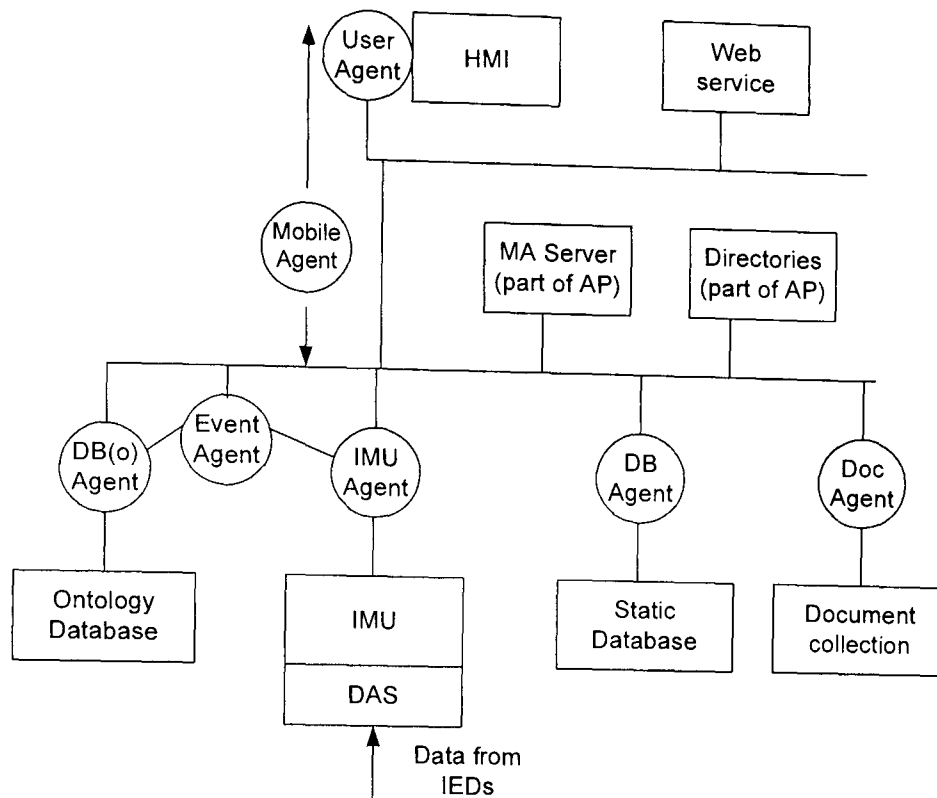 User
Agent
HMI
Web
service
Mobile
Agent
MA Server
(part of AP)
Directories
(part of AP)
DB(o)
Agent
Event
Agent
IMU
Agent
DB
Agent
Doc
Agent
Ontology
Database
IMU
DAS
Static
Database
Document
collection
Data from
IEDs